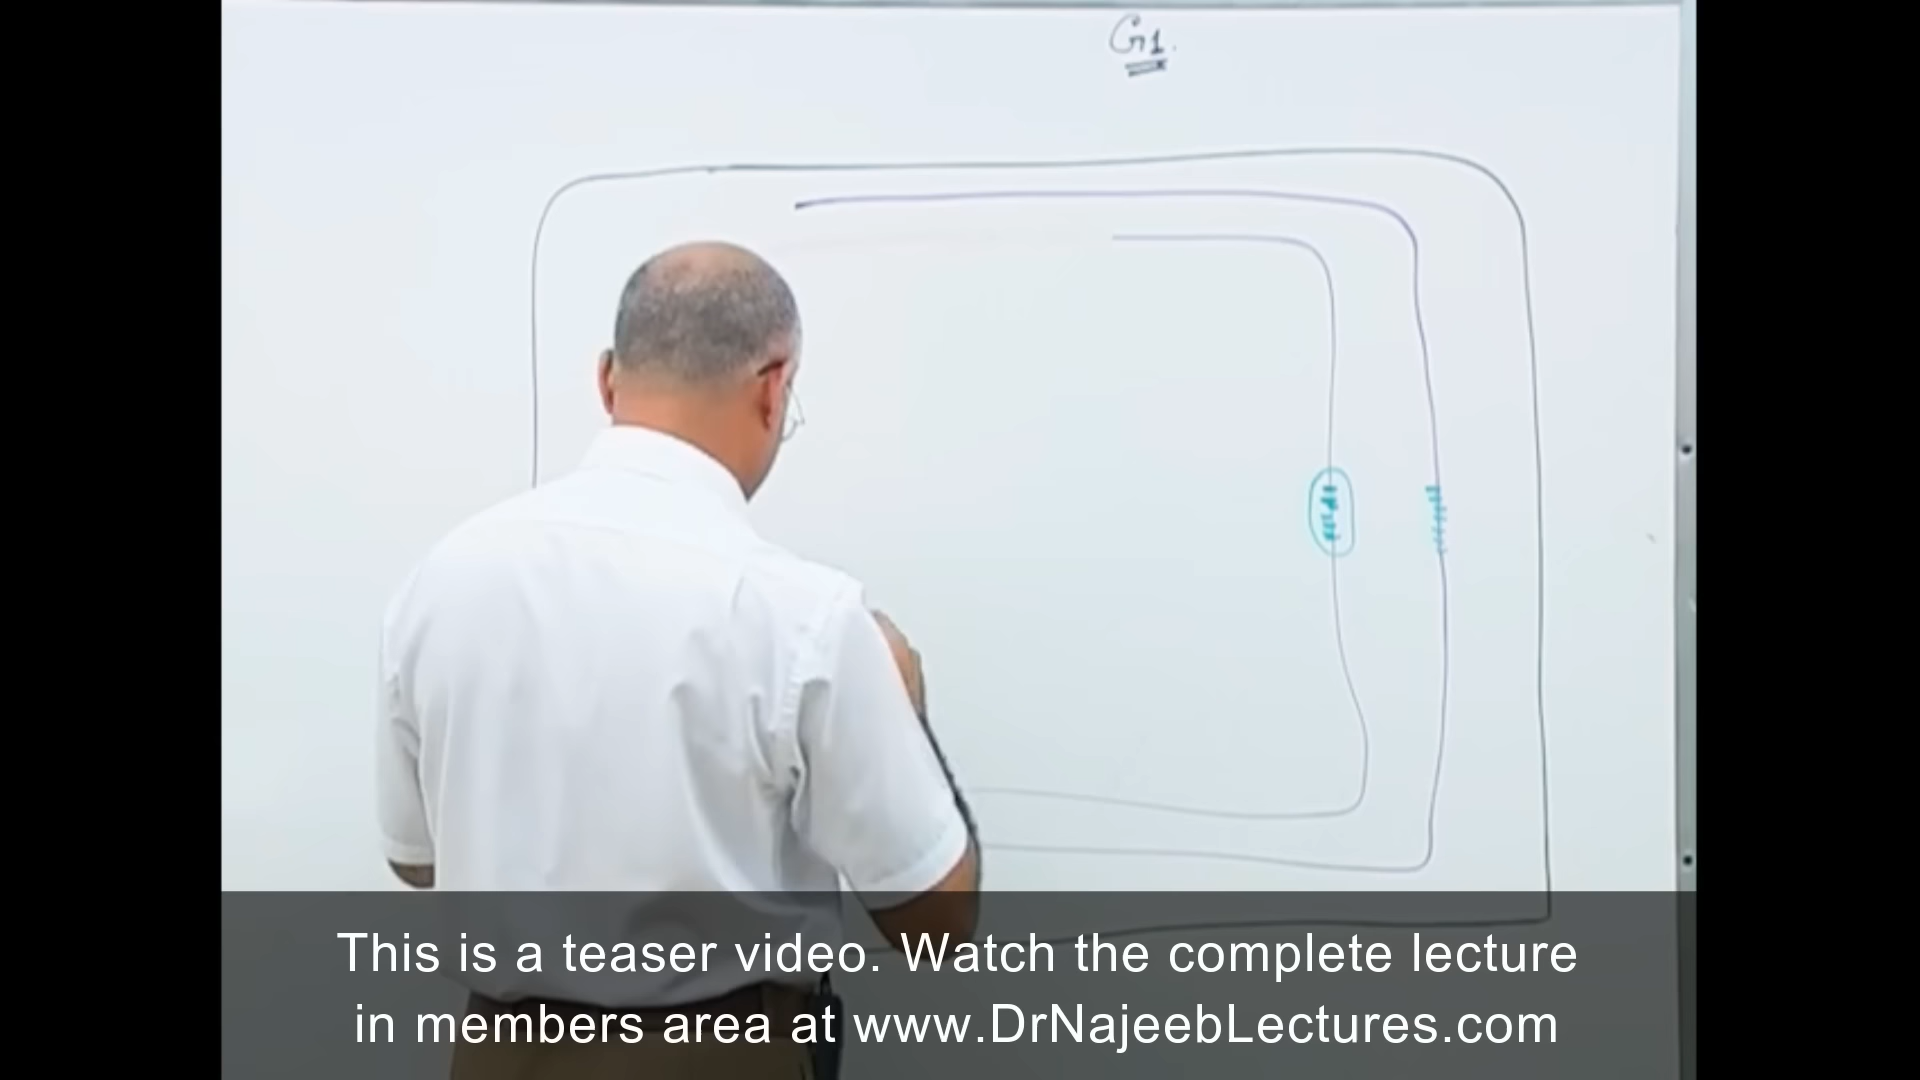 G1.
This is a teaser video. Watch the complete lecture
in members area at www.DrNajeebLectures.com